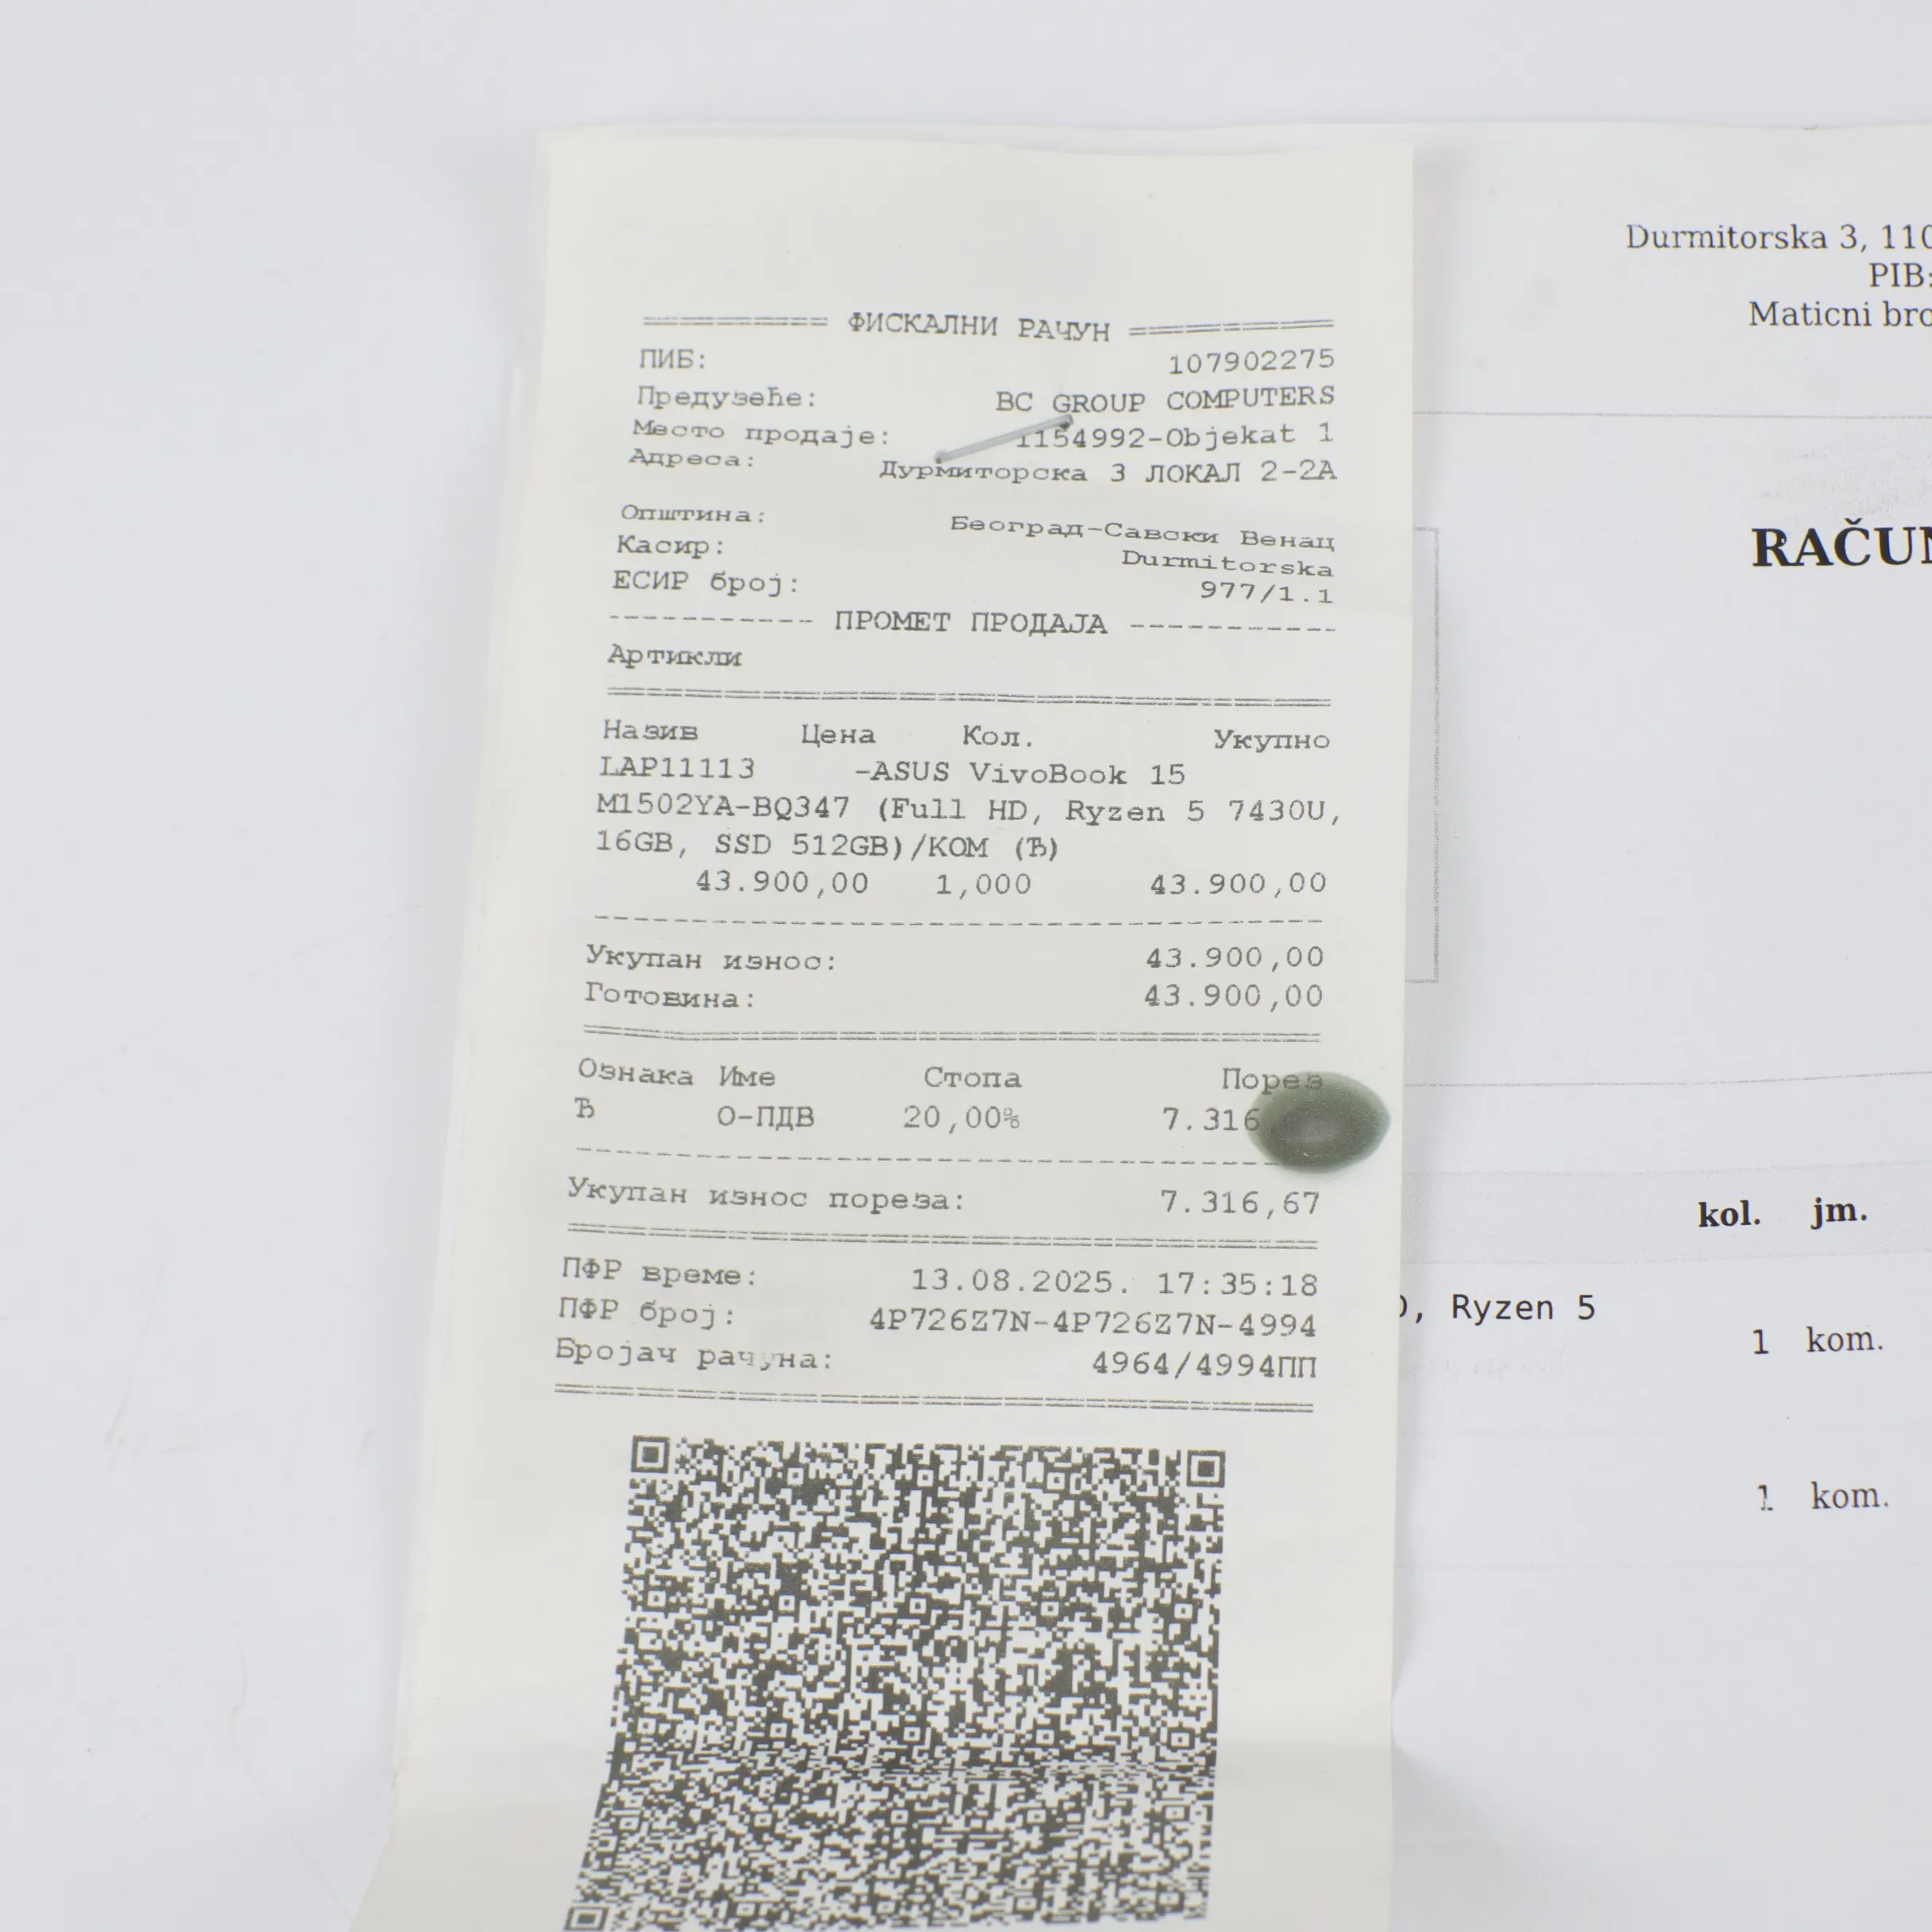 ========= ФИСКАЛНИ РАЧУН ==========
ПИБ: 107902275
Предузеће: BC GROUP COMPUTERS
Место продаје: 1154992-Objekat 1
Адреса: Дурмиторска 3 ЛОКАЛ 2-2А
Општина: Београд-Савски Венац
Касир: Durmitorska
ЕСИР број: 977/1.1
----------- ПРОМЕТ ПРОДАЈА -----------
Артикли
Назив Цена Кол. Укупно
LAP11113 -ASUS VivoBook 15
M1502YA-BQ347 (Full HD, Ryzen 5 7430U,
16GB, SSD 512GB)/КОМ (Ђ)
43.900,00 1,000 43.900,00
Укупан износ: 43.900,00
Готовина: 43.900,00
Ознака Име Стопа Порез
Ђ О-ПДВ 20,00% 7.316
Укупан износ пореза: 7.316,67
ПФР време: 13.08.2025. 17:35:18
ПФР број: 4P726Z7N-4P726Z7N-4994
Бројач рачуна: 4964/4994ПП
Durmitorska 3, 110
PIB:
Maticni bro
RAČUN
kol. jm.
, Ryzen 5
1 kom.
1 kom.